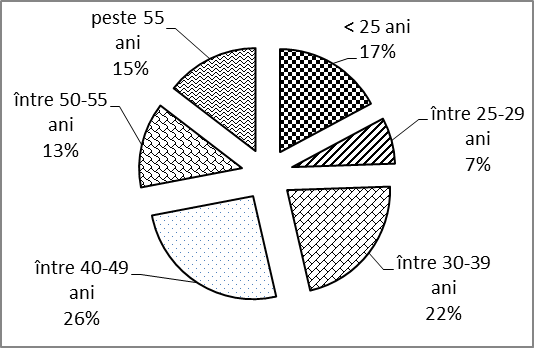 < 25 ani
17%
între 25-29
ani
7%
între 30-39
ani
22%
între 40-49
ani
26%
între 50-55
ani
13%
peste 55
ani
15%